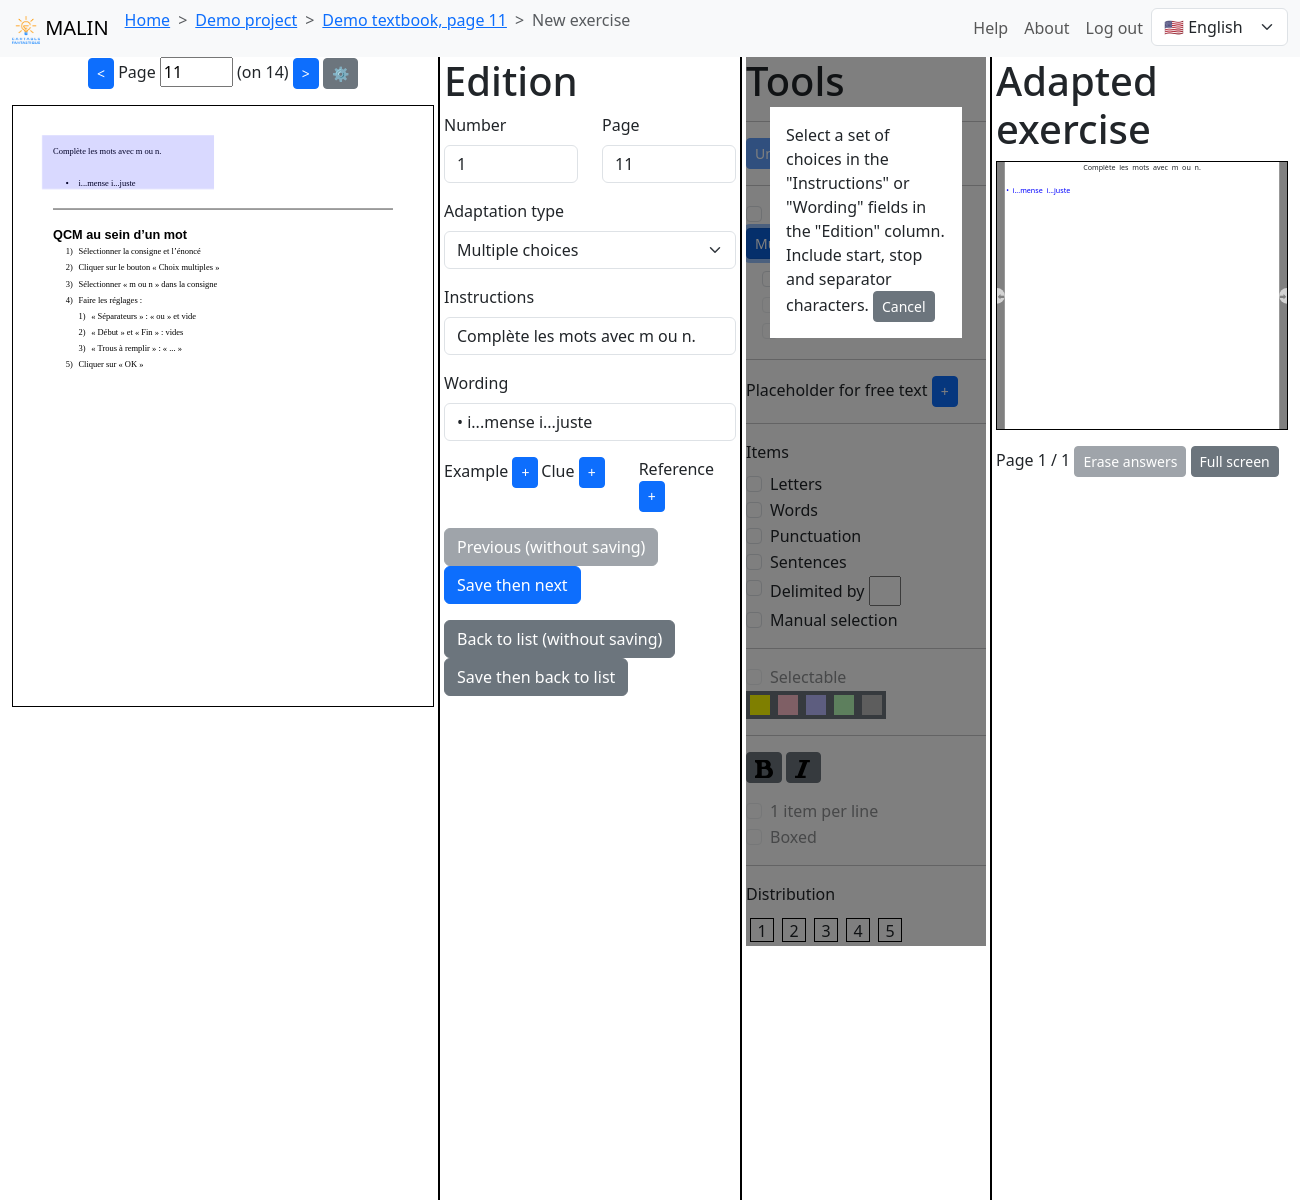 MALIN
Home > Demo project > Demo textbook, page 11 > New exercise
Help About Log out 🇺🇸 English
< Page 11 (on 14) > ⚙️
Complète les mots avec m ou n.
• i...mense i...juste
QCM au sein d’un mot
1) Sélectionner la consigne et l’énoncé
2) Cliquer sur le bouton « Choix multiples »
3) Sélectionner « m ou n » dans la consigne
4) Faire les réglages :
1) « Séparateurs » : « ou » et vide
2) « Début » et « Fin » : vides
3) « Trous à remplir » : « ... »
5) Cliquer sur « OK »
Edition
Number
Page
1
11
Adaptation type
Multiple choices
Instructions
Complète les mots avec m ou n.
Wording
• i...mense i...juste
Example + Clue + Reference
+
Previous (without saving)
Save then next
Back to list (without saving)
Save then back to list
Tools
Select a set of
choices in the
"Instructions" or
"Wording" fields in
the "Edition" column.
Include start, stop
and separator
characters. Cancel
Placeholder for free text +
Items
Letters
Words
Punctuation
Sentences
Delimited by
Manual selection
Selectable
B I
1 item per line
Boxed
Distribution
1 2 3 4 5
Adapted
exercise
Complète les mots avec m ou n.
• i...mense i...juste
Page 1 / 1 Erase answers Full screen